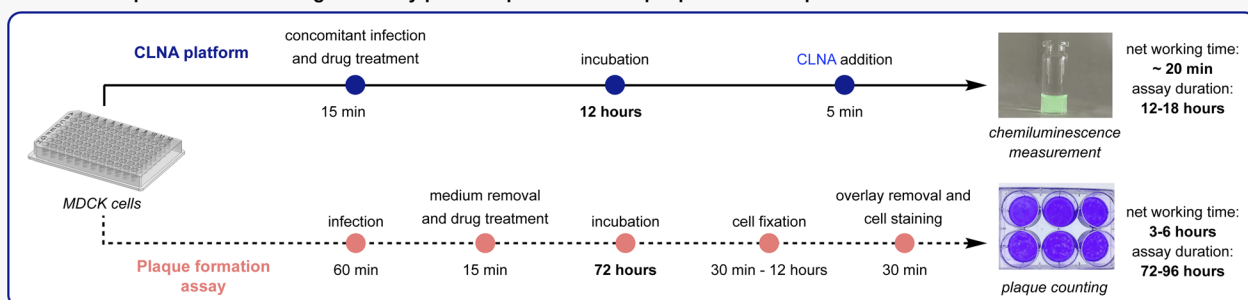 CLNA platform
concomitant infection
and drug treatment
15 min
incubation
12 hours
CLNA addition
5 min
chemiluminescence
measurement
net working time:
~ 20 min
assay duration:
12-18 hours
MDCK cells
Plaque formation
assay
infection
60 min
medium removal
and drug treatment
15 min
incubation
72 hours
cell fixation
30 min - 12 hours
overlay removal and
cell staining
30 min
plaque counting
net working time:
3-6 hours
assay duration:
72-96 hours